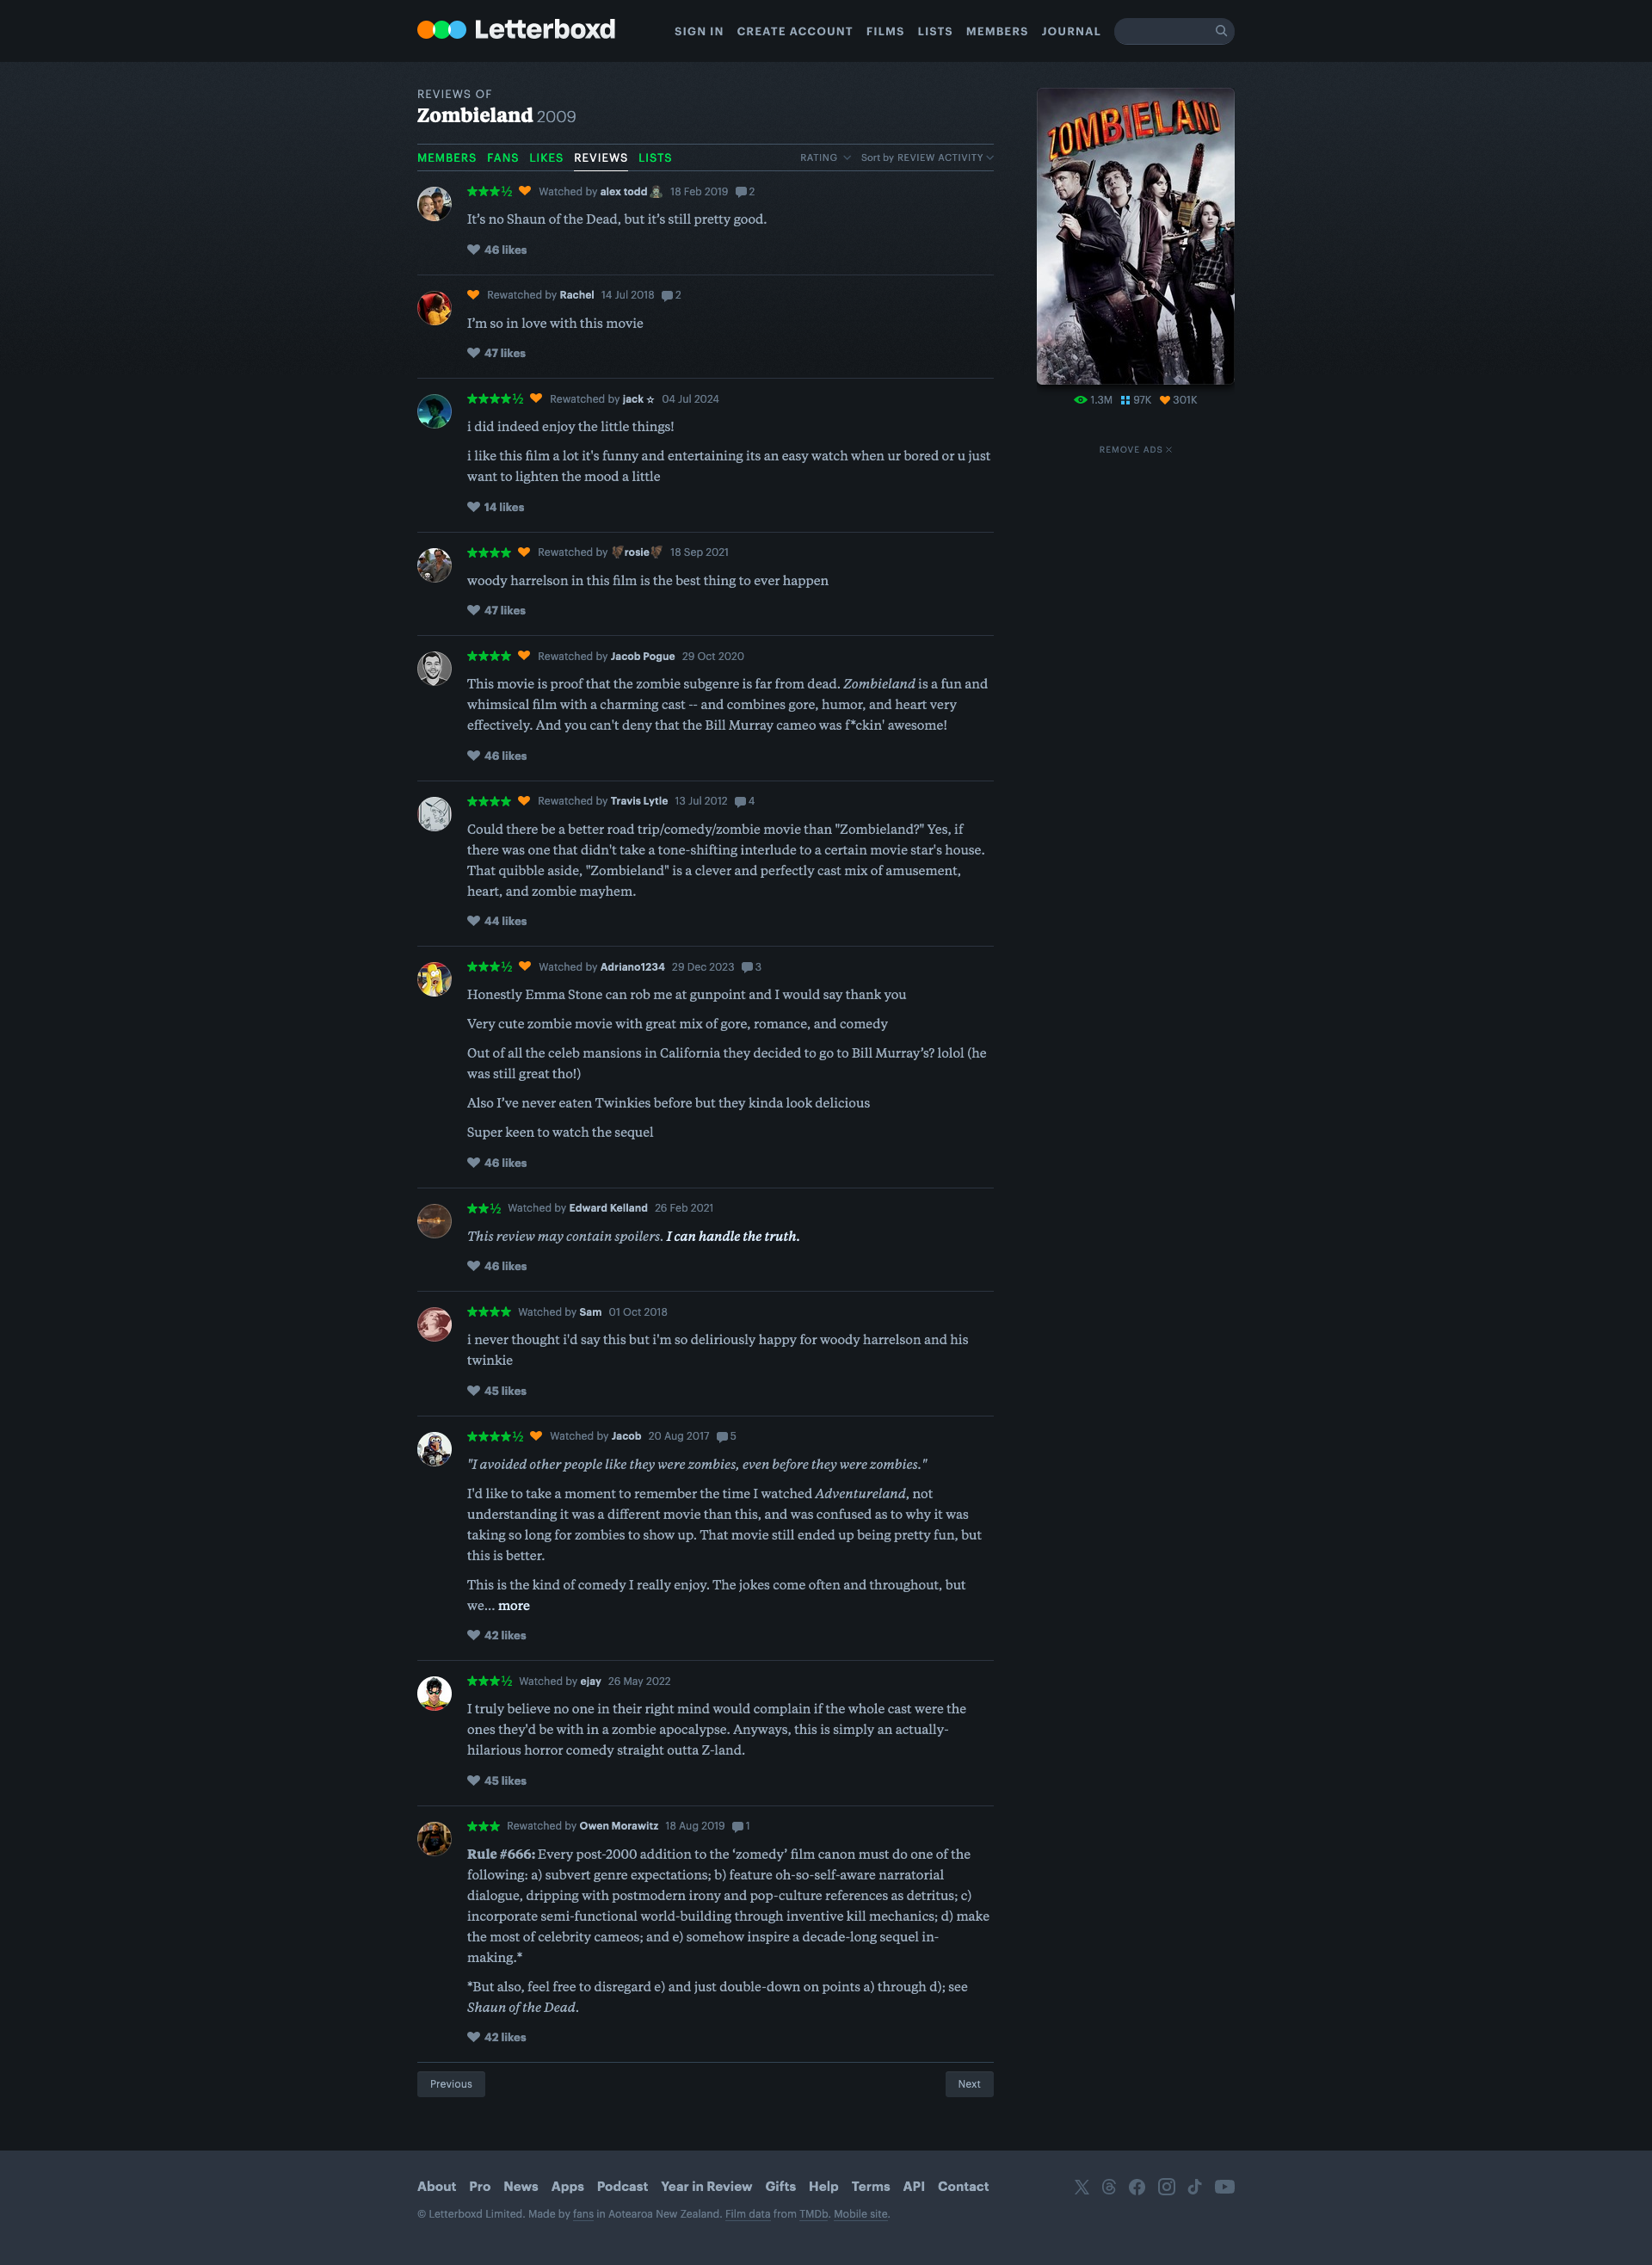 Letterboxd
SIGN IN CREATE ACCOUNT FILMS LISTS MEMBERS JOURNAL
REVIEWS OF
Zombieland 2009
MEMBERS FANS LIKES REVIEWS LISTS
RATING Sort by REVIEW ACTIVITY
★★★½ Watched by alex todd 18 Feb 2019 2
It’s no Shaun of the Dead, but it’s still pretty good.
46 likes
Rewatched by Rachel 14 Jul 2018 2
I’m so in love with this movie
47 likes
★★★★½ Rewatched by jack ☆ 04 Jul 2024
i did indeed enjoy the little things!
i like this film a lot it's funny and entertaining its an easy watch when ur bored or u just
want to lighten the mood a little
14 likes
★★★★ Rewatched by rosie 18 Sep 2021
woody harrelson in this film is the best thing to ever happen
47 likes
★★★★ Rewatched by Jacob Pogue 29 Oct 2020
This movie is proof that the zombie subgenre is far from dead. Zombieland is a fun and
whimsical film with a charming cast -- and combines gore, humor, and heart very
effectively. And you can't deny that the Bill Murray cameo was f*ckin' awesome!
46 likes
★★★★ Rewatched by Travis Lytle 13 Jul 2012 4
Could there be a better road trip/comedy/zombie movie than "Zombieland?" Yes, if
there was one that didn't take a tone-shifting interlude to a certain movie star's house.
That quibble aside, "Zombieland" is a clever and perfectly cast mix of amusement,
heart, and zombie mayhem.
44 likes
★★★½ Watched by Adriano1234 29 Dec 2023 3
Honestly Emma Stone can rob me at gunpoint and I would say thank you
Very cute zombie movie with great mix of gore, romance, and comedy
Out of all the celeb mansions in California they decided to go to Bill Murray’s? lolol (he
was still great tho!)
Also I’ve never eaten Twinkies before but they kinda look delicious
Super keen to watch the sequel
46 likes
★★½ Watched by Edward Kelland 26 Feb 2021
This review may contain spoilers. I can handle the truth.
46 likes
★★★★ Watched by Sam 01 Oct 2018
i never thought i'd say this but i'm so deliriously happy for woody harrelson and his
twinkie
45 likes
★★★★½ Watched by Jacob 20 Aug 2017 5
"I avoided other people like they were zombies, even before they were zombies."
I'd like to take a moment to remember the time I watched Adventureland, not
understanding it was a different movie than this, and was confused as to why it was
taking so long for zombies to show up. That movie still ended up being pretty fun, but
this is better.
This is the kind of comedy I really enjoy. The jokes come often and throughout, but
we… more
42 likes
★★★½ Watched by ejay 26 May 2022
I truly believe no one in their right mind would complain if the whole cast were the
ones they'd be with in a zombie apocalypse. Anyways, this is simply an actually-
hilarious horror comedy straight outta Z-land.
45 likes
★★★ Rewatched by Owen Morawitz 18 Aug 2019 1
Rule #666: Every post-2000 addition to the ‘zomedy’ film canon must do one of the
following: a) subvert genre expectations; b) feature oh-so-self-aware narratorial
dialogue, dripping with postmodern irony and pop-culture references as detritus; c)
incorporate semi-functional world-building through inventive kill mechanics; d) make
the most of celebrity cameos; and e) somehow inspire a decade-long sequel in-
making.*
*But also, feel free to disregard e) and just double-down on points a) through d); see
Shaun of the Dead.
42 likes
Previous Next
ZOMBIELAND
1.3M 97K 301K
REMOVE ADS
About Pro News Apps Podcast Year in Review Gifts Help Terms API Contact
© Letterboxd Limited. Made by fans in Aotearoa New Zealand. Film data from TMDb. Mobile site.